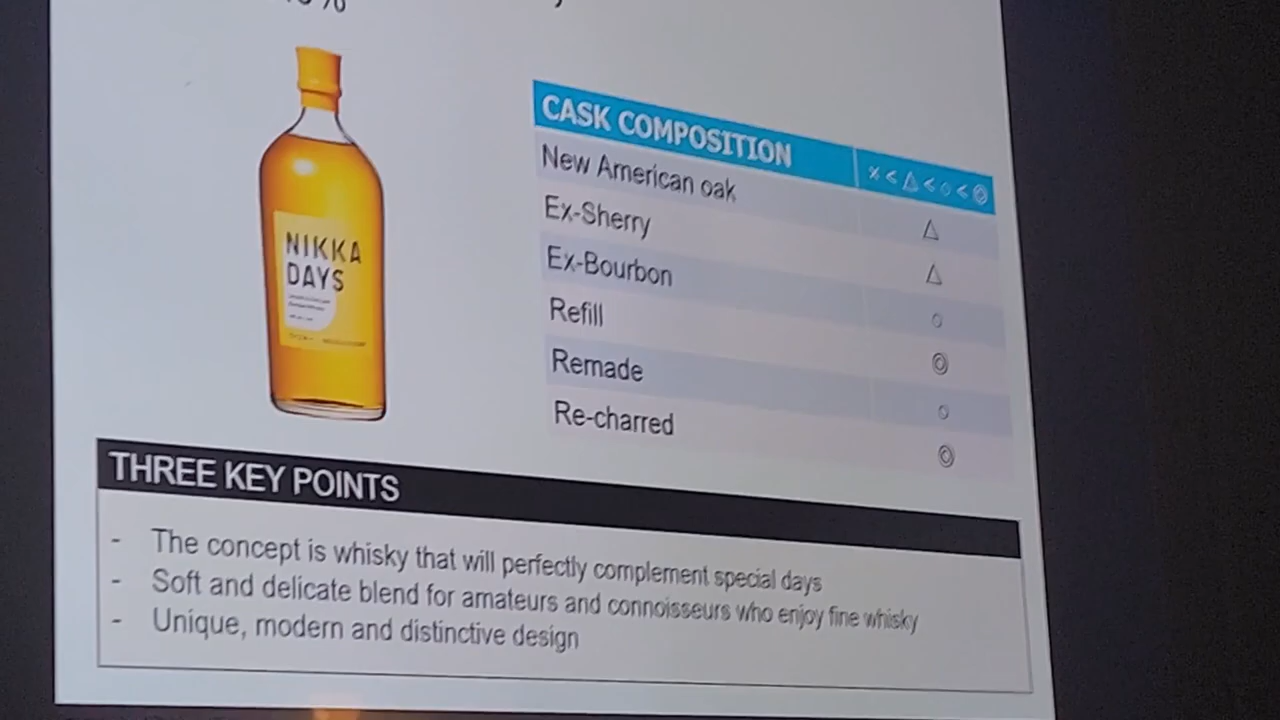 NIKKA
DAYS
CASK COMPOSITION × < △ < ○ < ◎
New American oak △
Ex-Sherry △
Ex-Bourbon ○
Refill ◎
Remade ○
Re-charred ◎
THREE KEY POINTS
- The concept is whisky that will perfectly complement special days
- Soft and delicate blend for amateurs and connoisseurs who enjoy fine whisky
- Unique, modern and distinctive design